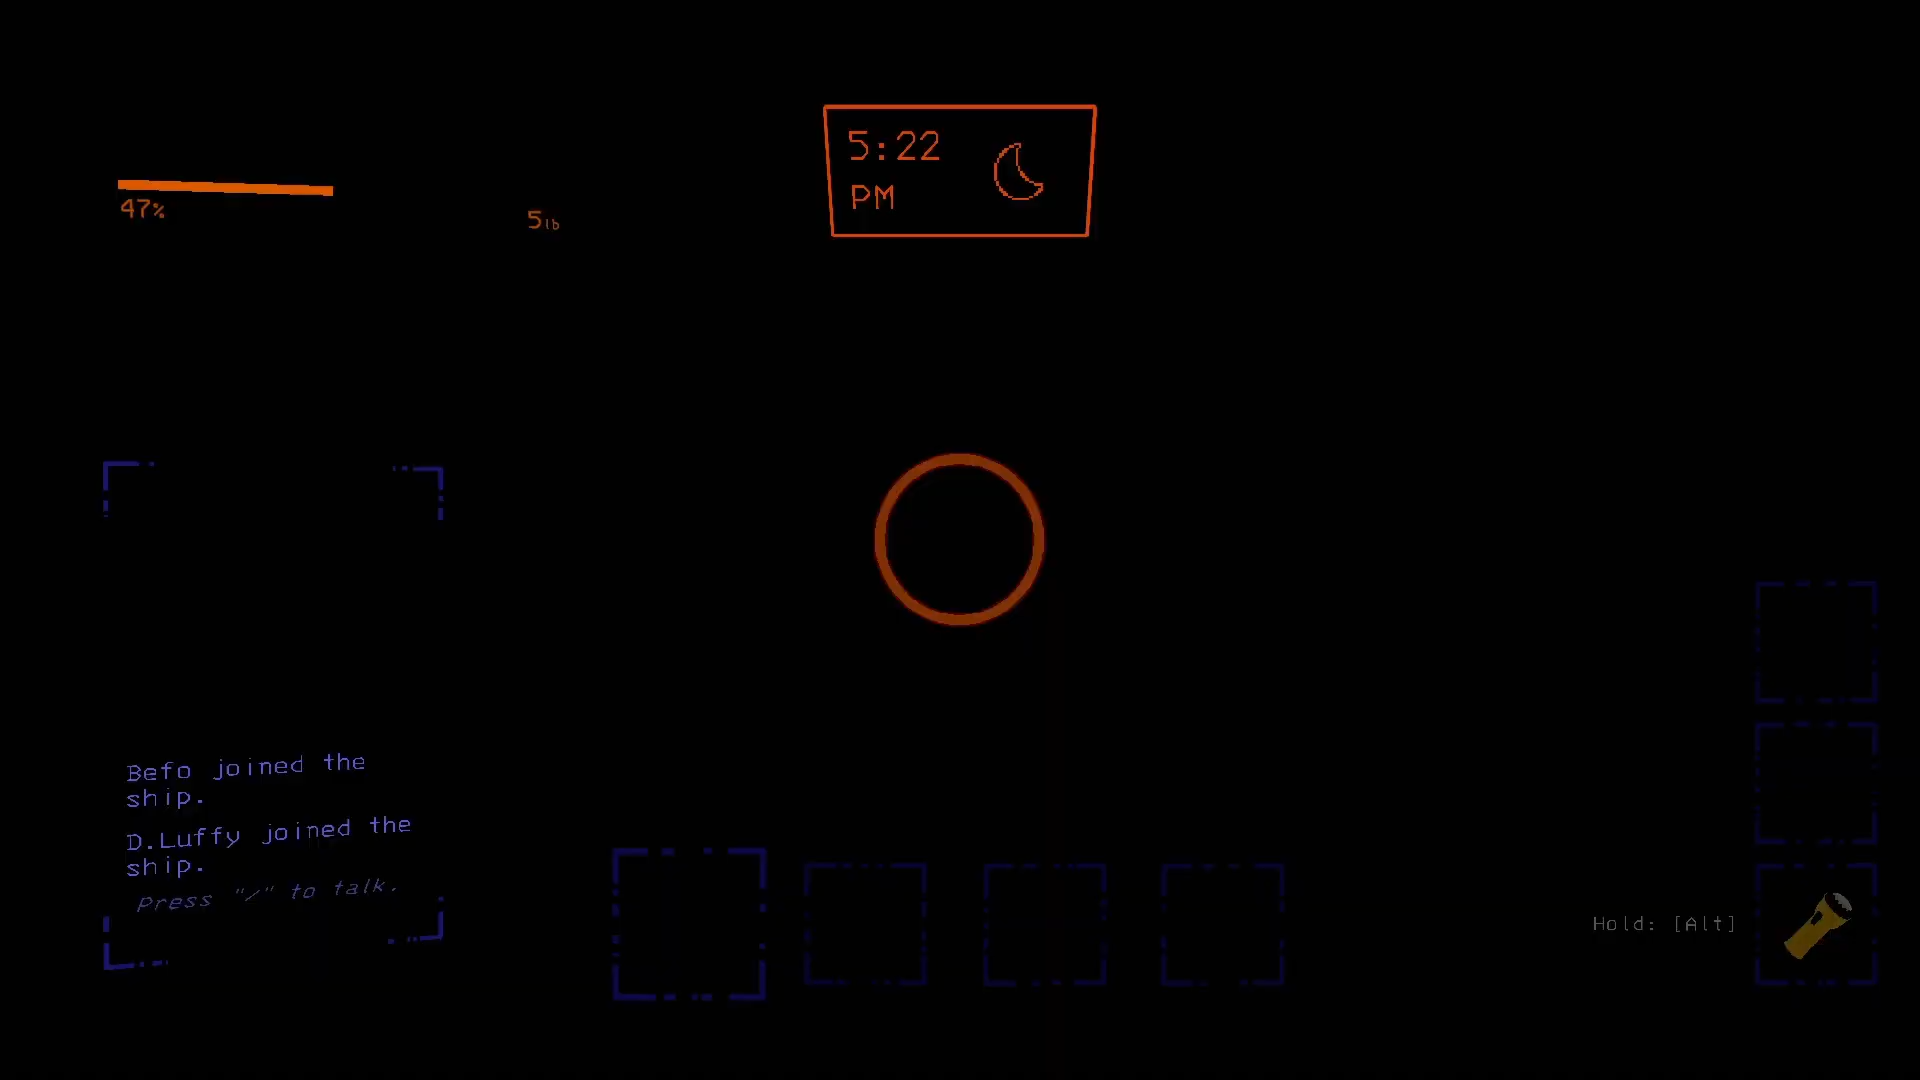 5:22
PM
47%
5lb
Befo joined the
ship.
D.Luffy joined the
ship.
Press "/" to talk.
Hold: [Alt]